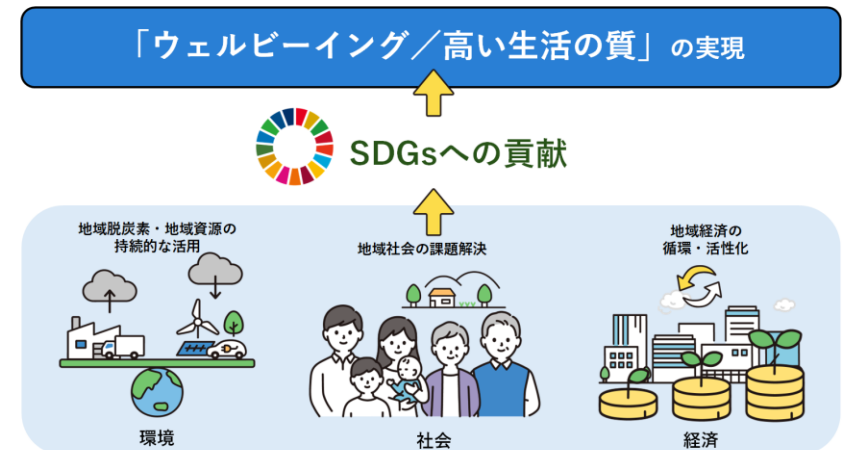 「ウェルビーイング／高い生活の質」の実現
SDGsへの貢献
地域脱炭素・地域資源の
持続的な活用
地域社会の課題解決
地域経済の
循環・活性化
環境
社会
経済